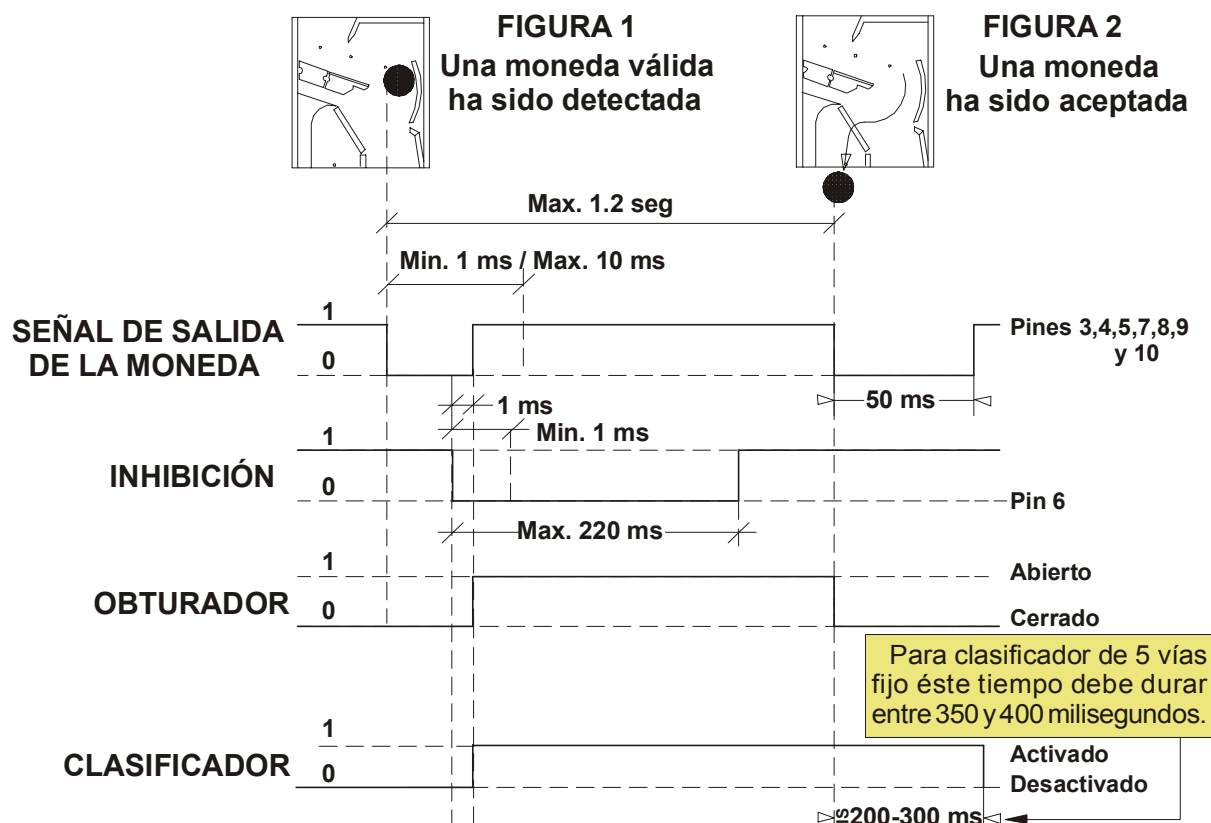 FIGURA 1
Una moneda válida
ha sido detectada
FIGURA 2
Una moneda
ha sido aceptada
Max. 1.2 seg
Min. 1 ms / Max. 10 ms
SEÑAL DE SALIDA
DE LA MONEDA
1
0
Pines 3,4,5,7,8,9
y 10
1 ms
50 ms
Min. 1 ms
INHIBICIÓN
1
0
Pin 6
Max. 220 ms
OBTURADOR
1
0
Abierto
Cerrado
Para clasificador de 5 vías
fijo éste tiempo debe durar
entre 350 y 400 milisegundos.
CLASIFICADOR
1
0
Activado
Desactivado
200-300 ms